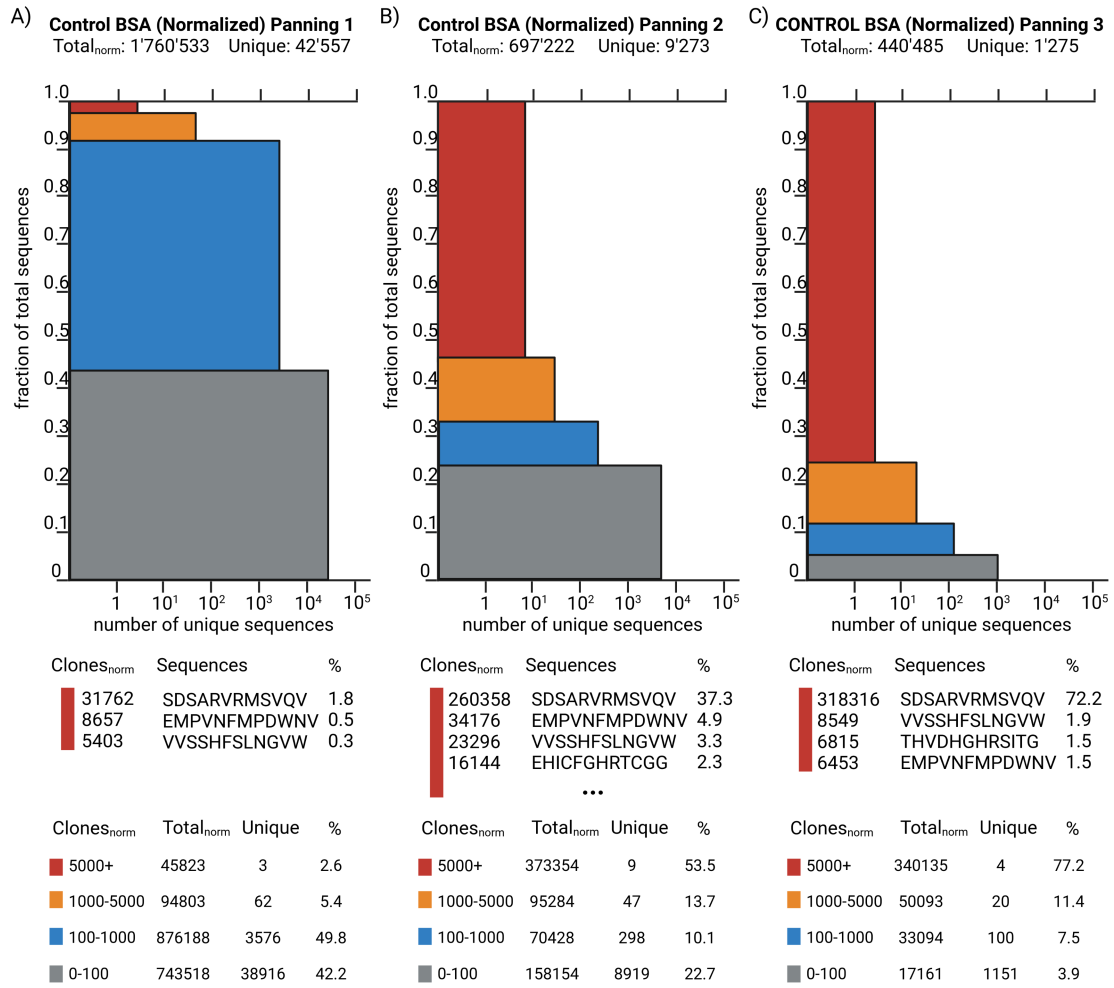 A) Control BSA (Normalized) Panning 1
Totalnorm: 1'760'533 Unique: 42'557
1.0
0.9
0.8
0.7
0.6
0.5
0.4
0.3
0.2
0.1
0
fraction of total sequences
1 10¹ 10² 10³ 10⁴ 10⁵
number of unique sequences
Clonesnorm Sequences %
31762 SDSARVRMSVQV 1.8
8657 EMPVNFMPDWNV 0.5
5403 VVSSHFSLNGVW 0.3
Clonesnorm Totalnorm Unique %
5000+ 45823 3 2.6
1000-5000 94803 62 5.4
100-1000 876188 3576 49.8
0-100 743518 38916 42.2
B) Control BSA (Normalized) Panning 2
Totalnorm: 697'222 Unique: 9'273
1.0
0.9
0.8
0.7
0.6
0.5
0.4
0.3
0.2
0.1
0
fraction of total sequences
1 10¹ 10² 10³ 10⁴ 10⁵
number of unique sequences
Clonesnorm Sequences %
260358 SDSARVRMSVQV 37.3
34176 EMPVNFMPDWNV 4.9
23296 VVSSHFSLNGVW 3.3
16144 EHICFGHRTCGG 2.3
...
Clonesnorm Totalnorm Unique %
5000+ 373354 9 53.5
1000-5000 95284 47 13.7
100-1000 70428 298 10.1
0-100 158154 8919 22.7
C) CONTROL BSA (Normalized) Panning 3
Totalnorm: 440'485 Unique: 1'275
1.0
0.9
0.8
0.7
0.6
0.5
0.4
0.3
0.2
0.1
0
fraction of total sequences
1 10¹ 10² 10³ 10⁴ 10⁵
number of unique sequences
Clonesnorm Sequences %
318316 SDSARVRMSVQV 72.2
8549 VVSSHFSLNGVW 1.9
6815 THVDHGHRSITG 1.5
6453 EMPVNFMPDWNV 1.5
Clonesnorm Totalnorm Unique %
5000+ 340135 4 77.2
1000-5000 50093 20 11.4
100-1000 33094 100 7.5
0-100 17161 1151 3.9